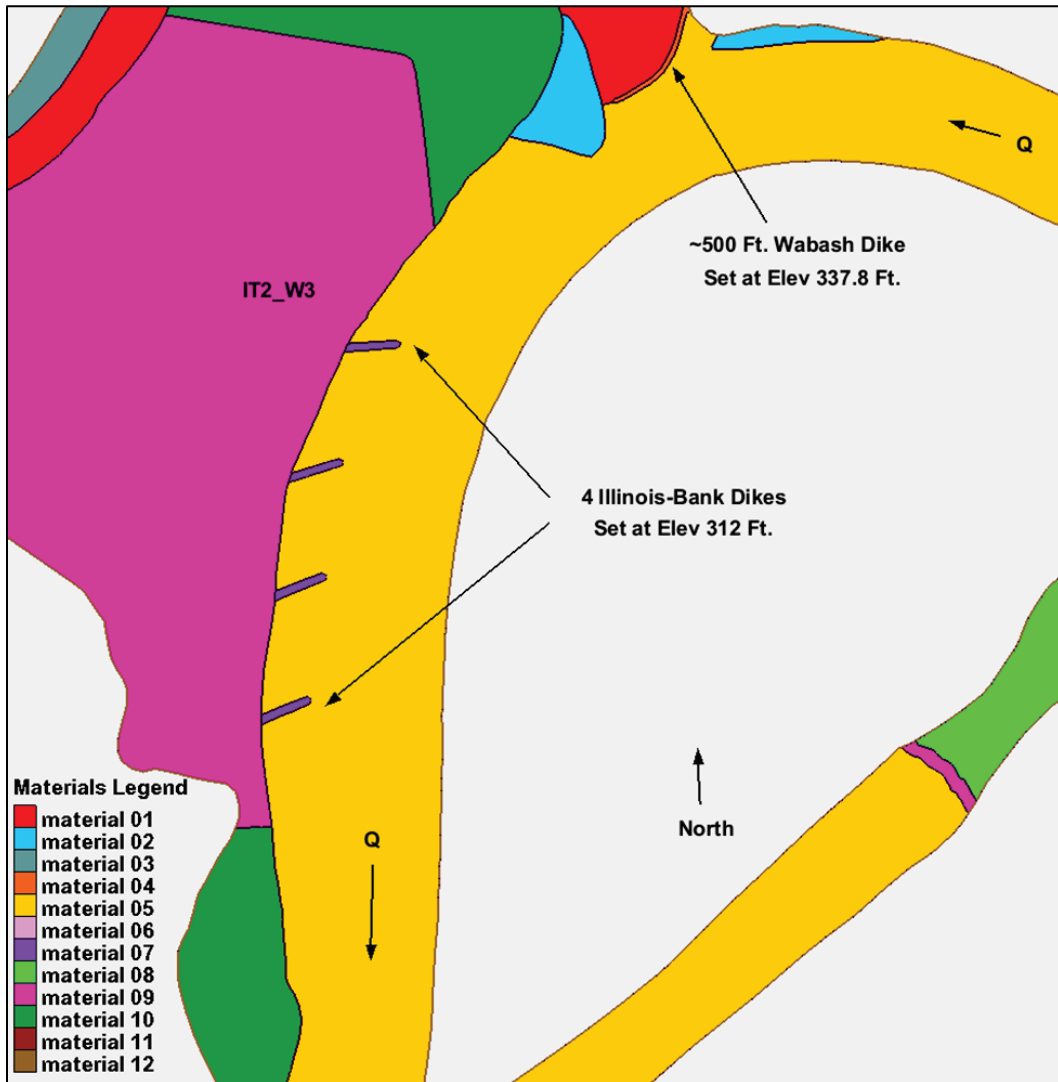 Q
~500 Ft. Wabash Dike
Set at Elev 337.8 Ft.
IT2_W3
4 Illinois-Bank Dikes
Set at Elev 312 Ft.
North
Q
Materials Legend
material 01
material 02
material 03
material 04
material 05
material 06
material 07
material 08
material 09
material 10
material 11
material 12